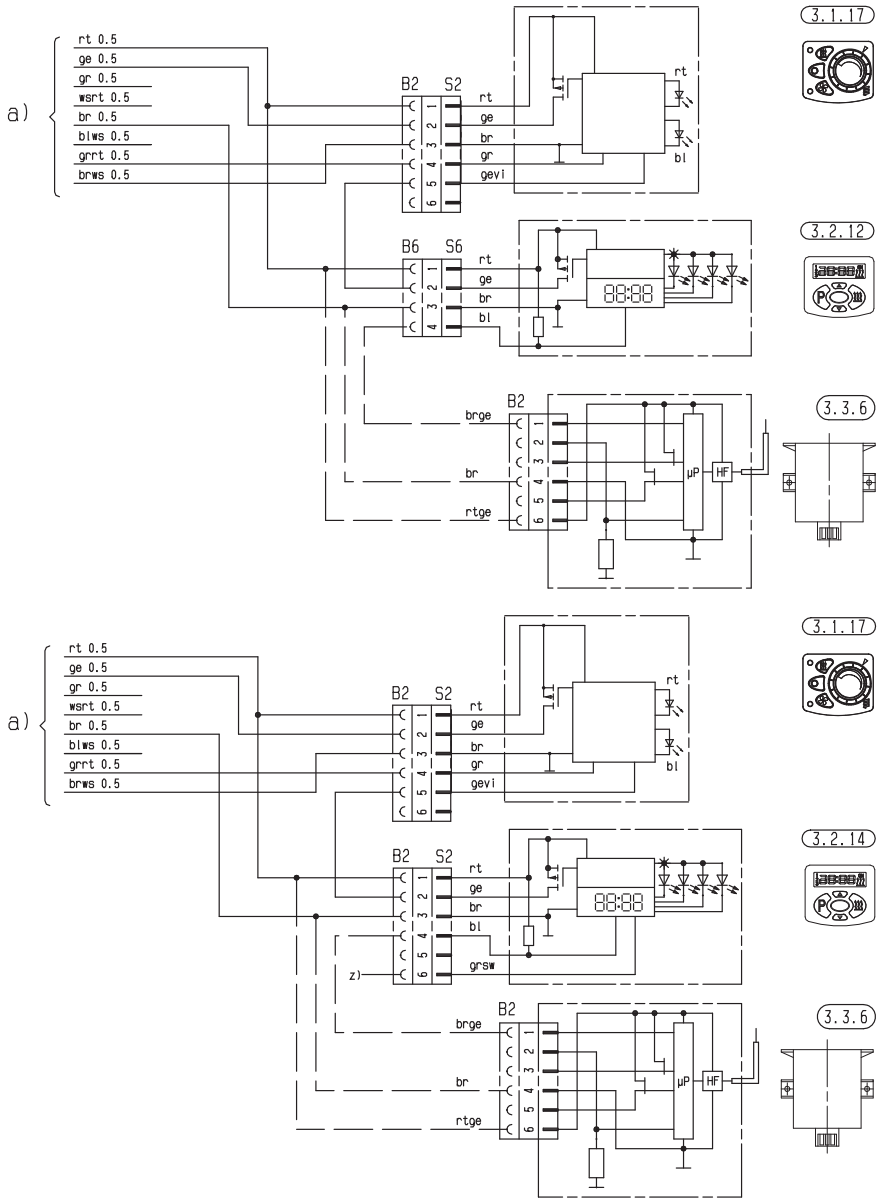 rt 0.5
ge 0.5
gr 0.5
wsrt 0.5
br 0.5
blws 0.5
grrt 0.5
brws 0.5
a)
B2 S2
1 rt
2 ge
3 br
4 gr
5 gevi
6
rt
bl
3.1.17
B6 S6
1 rt
2 ge
3 br
4 bl
88:88
3.2.12
88:88
P
B2
brge 1
2
3
br 4
5
rtge 6
µP HF
3.3.6
rt 0.5
ge 0.5
gr 0.5
wsrt 0.5
br 0.5
blws 0.5
grrt 0.5
brws 0.5
a)
B2 S2
1 rt
2 ge
3 br
4 gr
5 gevi
6
rt
bl
3.1.17
B2 S2
1 rt
2 ge
3 br
4 bl
5
z) 6 grsw
88:88
3.2.14
88:88
P
B2
brge 1
2
3
br 4
5
rtge 6
µP HF
3.3.6